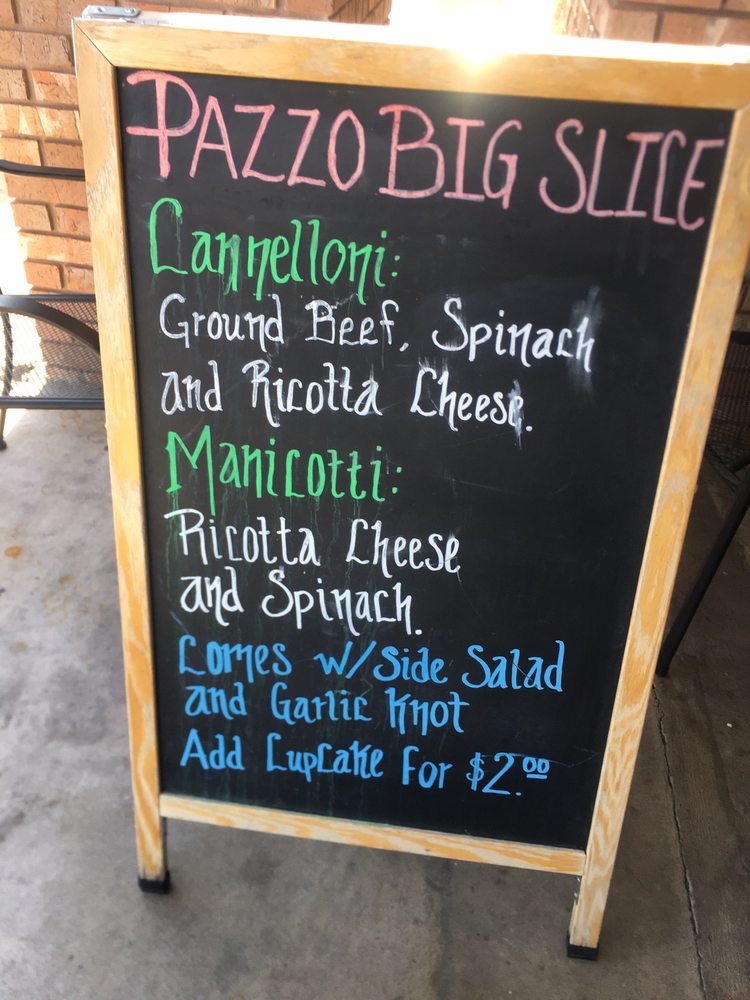 PAZZO BIG SLICE
Cannelloni:
Ground Beef, Spinach
and Ricotta Cheese.
Manicotti:
Ricotta Cheese
and Spinach.
Comes w/Side Salad
and Garlic Knot
Add CupCake For $2.00